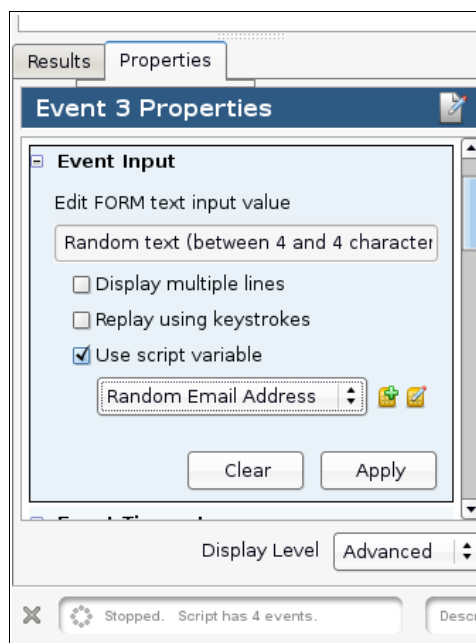 Results Properties
Event 3 Properties
Event Input
Edit FORM text input value
Random text (between 4 and 4 character
Display multiple lines
Replay using keystrokes
Use script variable
Random Email Address
Clear Apply
Display Level Advanced
Stopped. Script has 4 events.